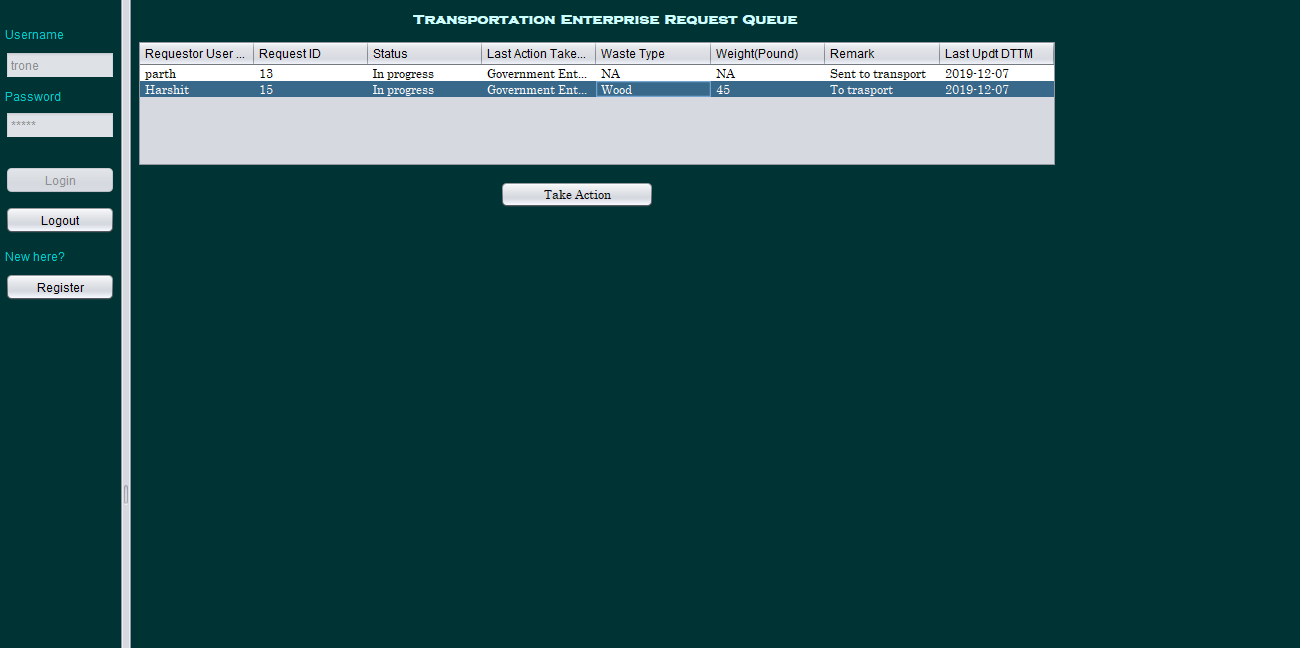 Transportation Enterprise Request Queue
Username
trone
Password
*****
Login
Logout
New here?
Register
Requestor User ... Request ID Status Last Action Take... Waste Type Weight(Pound) Remark Last Updt DTTM
parth 13 In progress Government Ent... NA NA Sent to transport 2019-12-07
Harshit 15 In progress Government Ent... Wood 45 To trasport 2019-12-07
Take Action